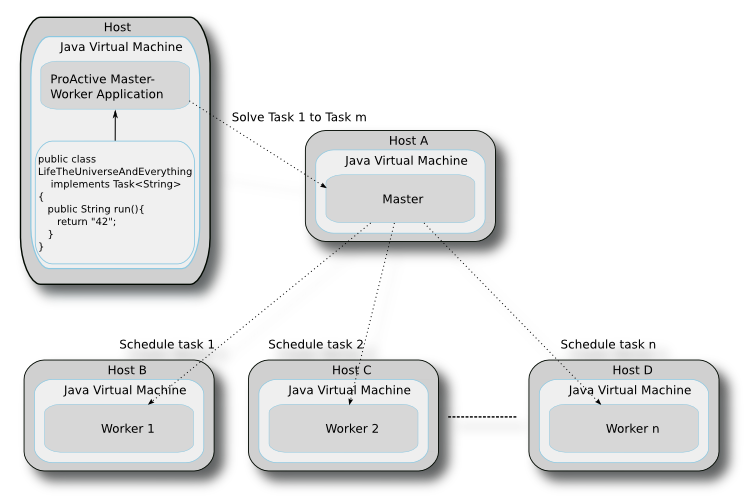 Host
Java Virtual Machine
ProActive Master-
Worker Application
public class
LifeTheUniverseAndEverything
implements Task<String>
{
public String run(){
return "42";
}
}
Solve Task 1 to Task m
Host A
Java Virtual Machine
Master
Schedule task 1
Schedule task 2
Schedule task n
Host B
Java Virtual Machine
Worker 1
Host C
Java Virtual Machine
Worker 2
Host D
Java Virtual Machine
Worker n